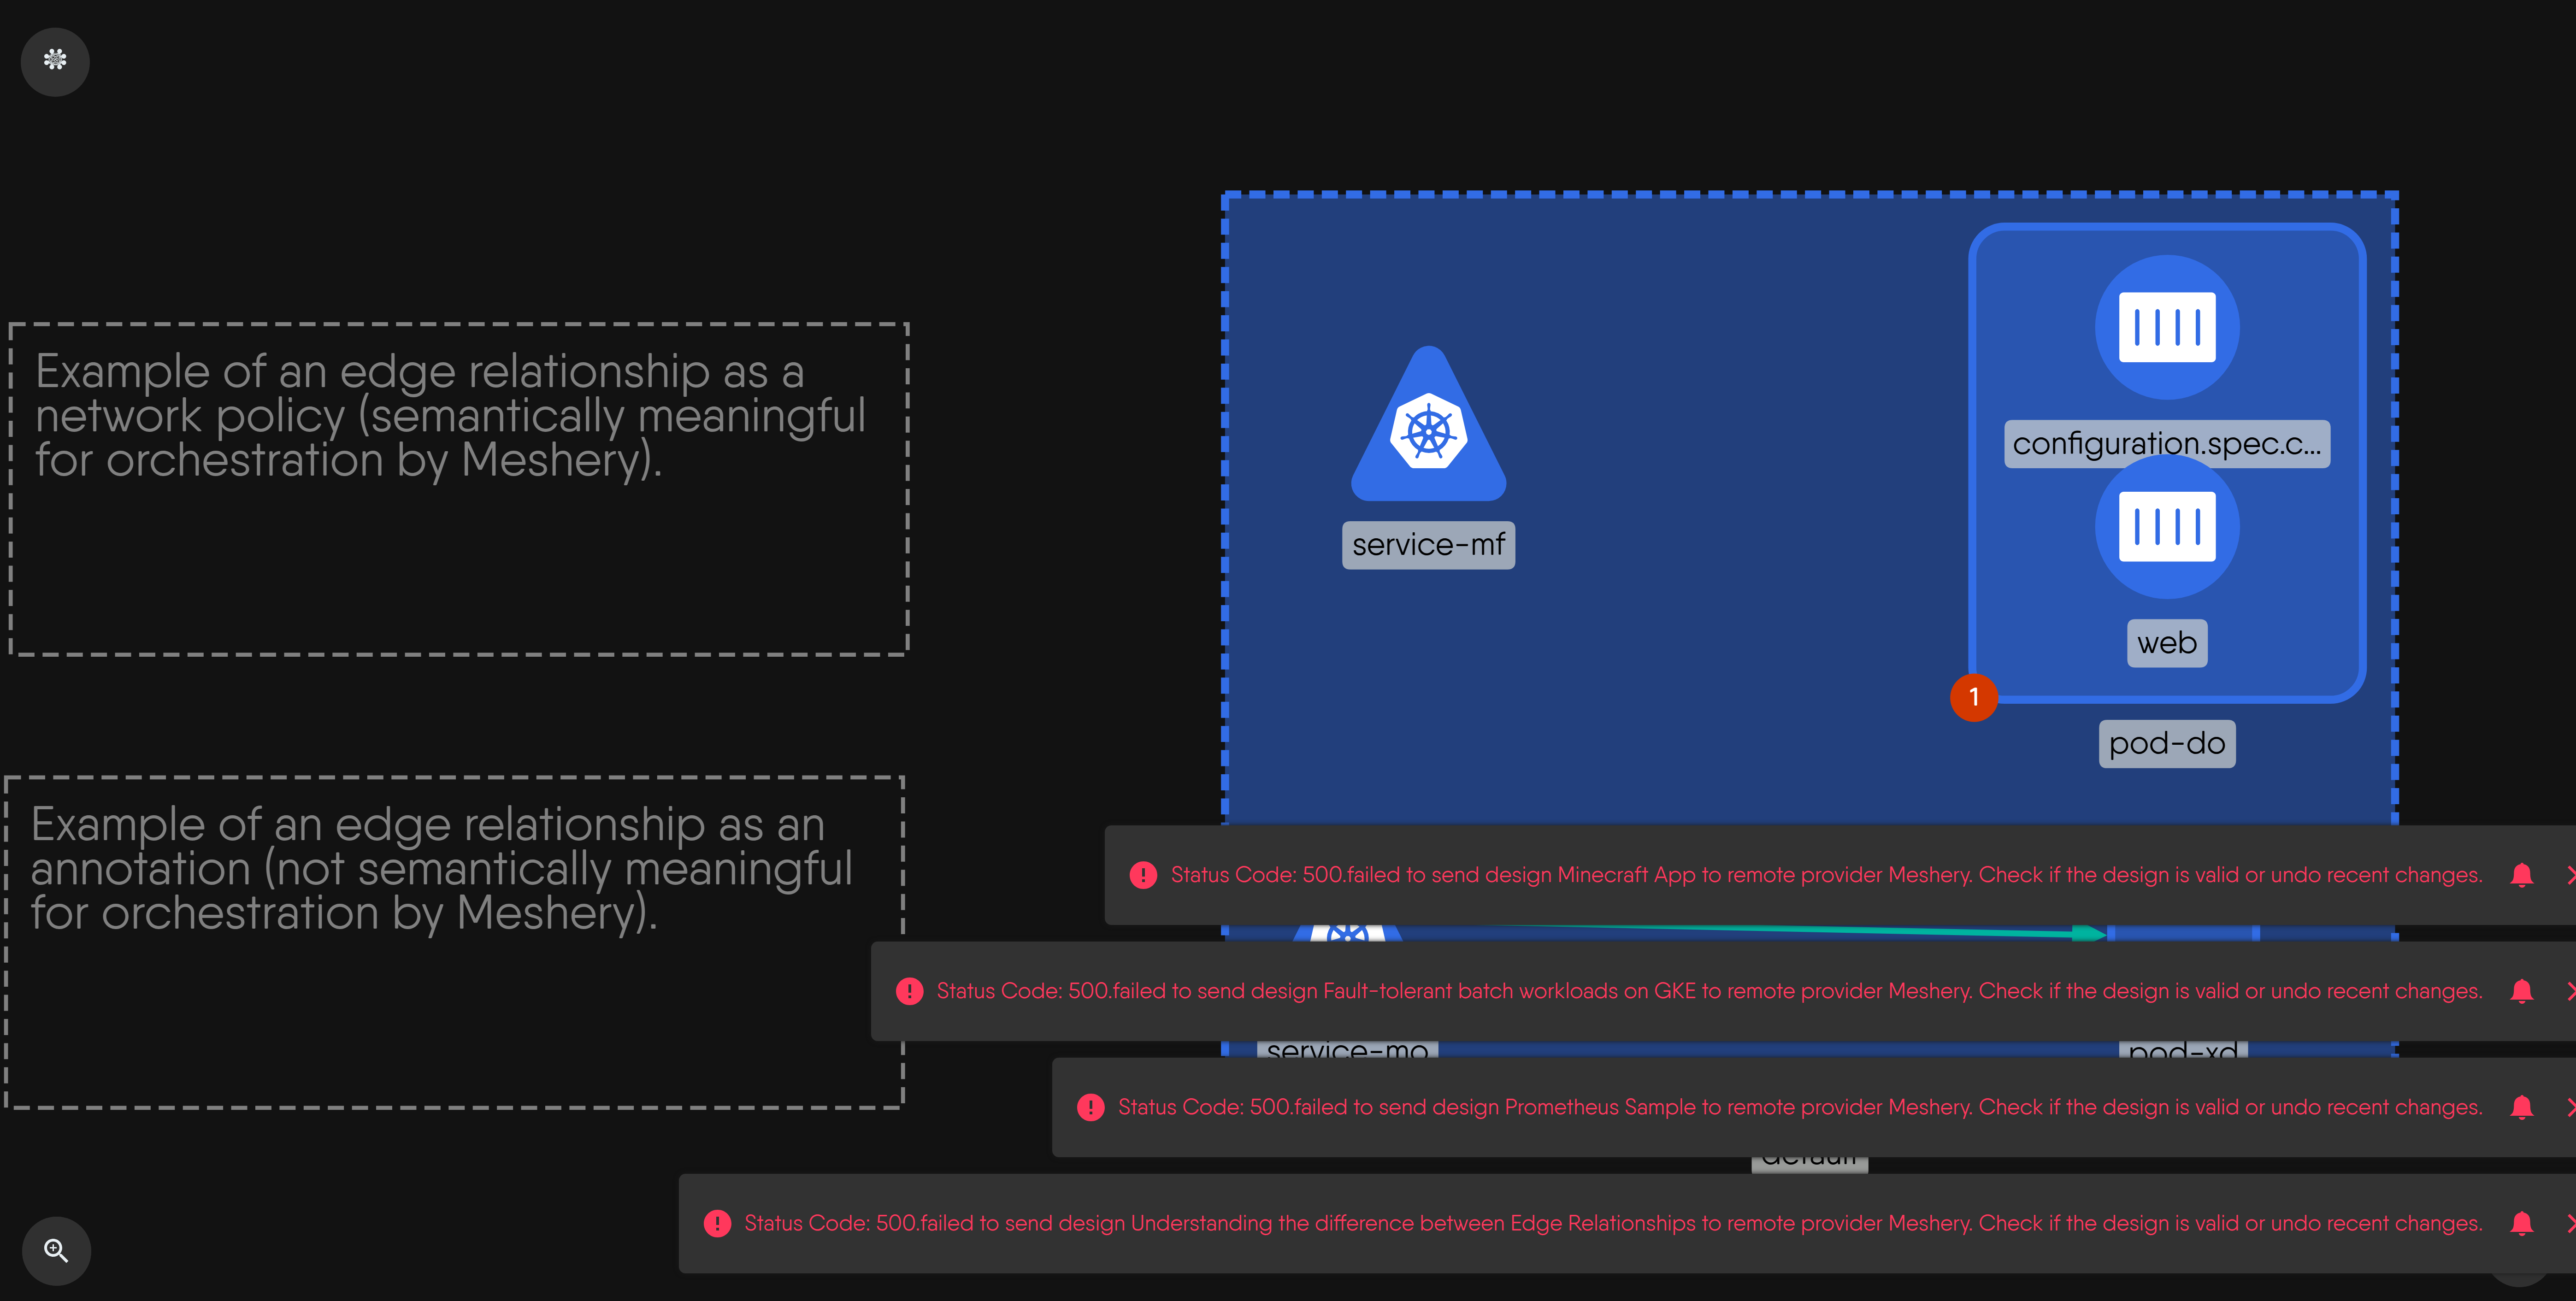 Example of an edge relationship as a
network policy (semantically meaningful
for orchestration by Meshery).
configuration.spec.c...
service-mf
web
1
pod-do
Example of an edge relationship as an
annotation (not semantically meaningful
for orchestration by Meshery).
Status Code: 500.failed to send design Minecraft App to remote provider Meshery. Check if the design is valid or undo recent changes.
Status Code: 500.failed to send design Fault-tolerant batch workloads on GKE to remote provider Meshery. Check if the design is valid or undo recent changes.
service-mo
pod-xd
Status Code: 500.failed to send design Prometheus Sample to remote provider Meshery. Check if the design is valid or undo recent changes.
default
Status Code: 500.failed to send design Understanding the difference between Edge Relationships to remote provider Meshery. Check if the design is valid or undo recent changes.